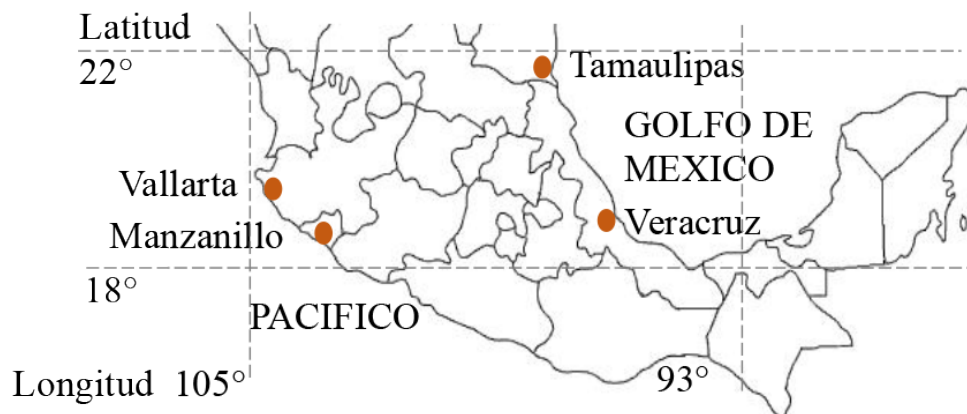 Latitud
22°
Tamaulipas
GOLFO DE
MEXICO
Vallarta
Veracruz
Manzanillo
18°
PACIFICO
Longitud 105°
93°